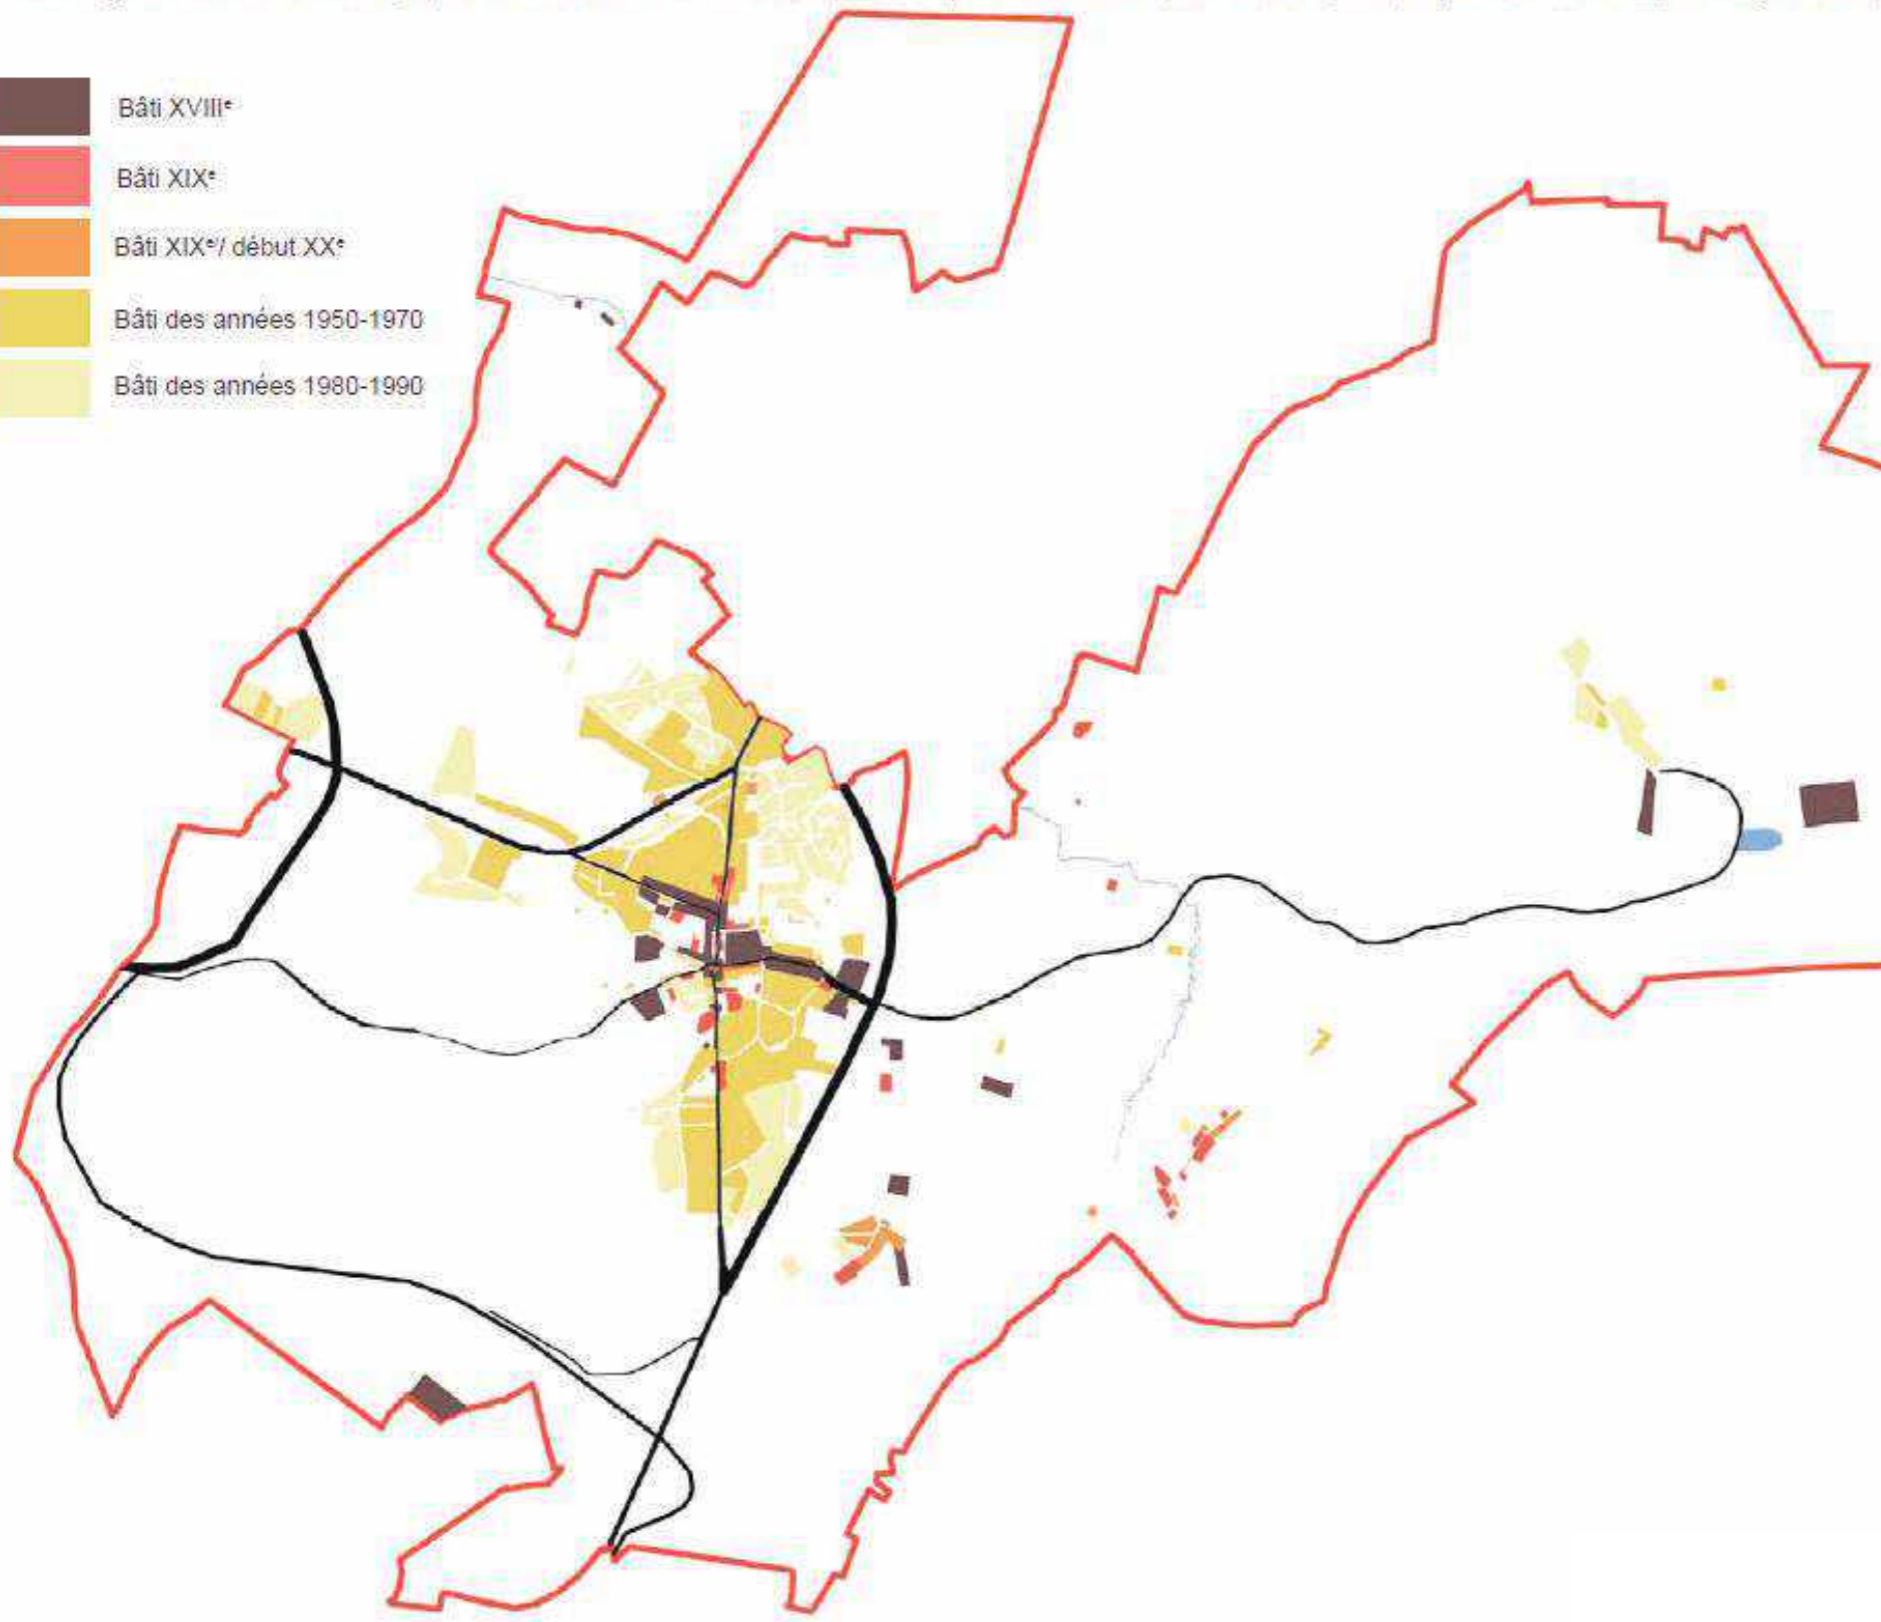 Bâti XVIIIᵉ
Bâti XIXᵉ
Bâti XIXᵉ/ début XXᵉ
Bâti des années 1950-1970
Bâti des années 1980-1990